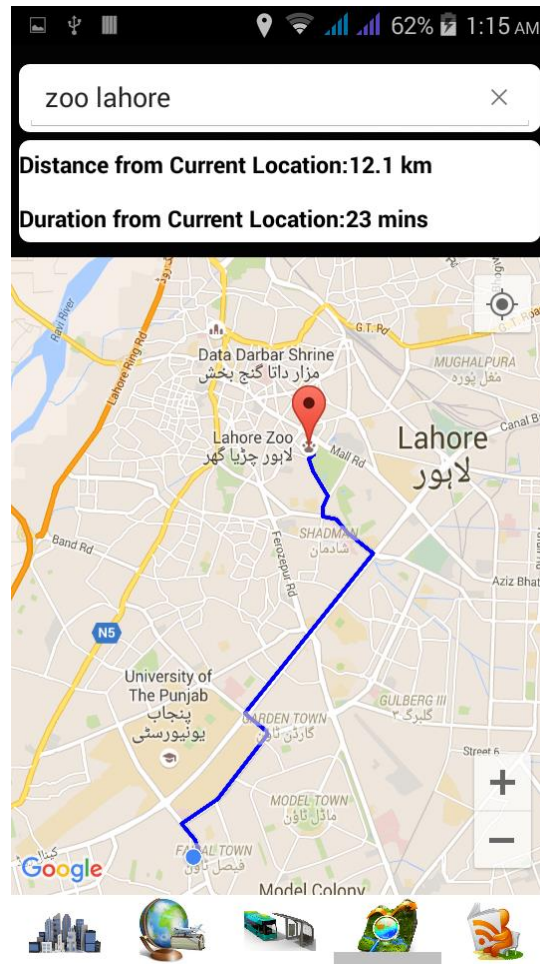 62% 1:15 AM
zoo lahore
Distance from Current Location:12.1 km
Duration from Current Location:23 mins
Ravi River
Lahore Ring Rd
G.T. Rd
G.T. Roa
Data Darbar Shrine
مزار داتا گنج بخش
MUGHALPURA
مغل پورہ
Lahore Zoo
لاہور چڑیا گھر
Mall Rd
Lahore
لاہور
Canal B
Band Rd
SHADMAN
شادمان
Ferozepur Rd
Aziz Bhat
N5
University of
The Punjab
پنجاب
یونیورسٹی
GULBERG III
گلبرگ ٣
GARDEN TOWN
گارڈن ٹاؤن
Street 6
MODEL TOWN
ماڈل ٹاؤن
FAISAL TOWN
فیصل ٹاؤن
Google
Model Colony